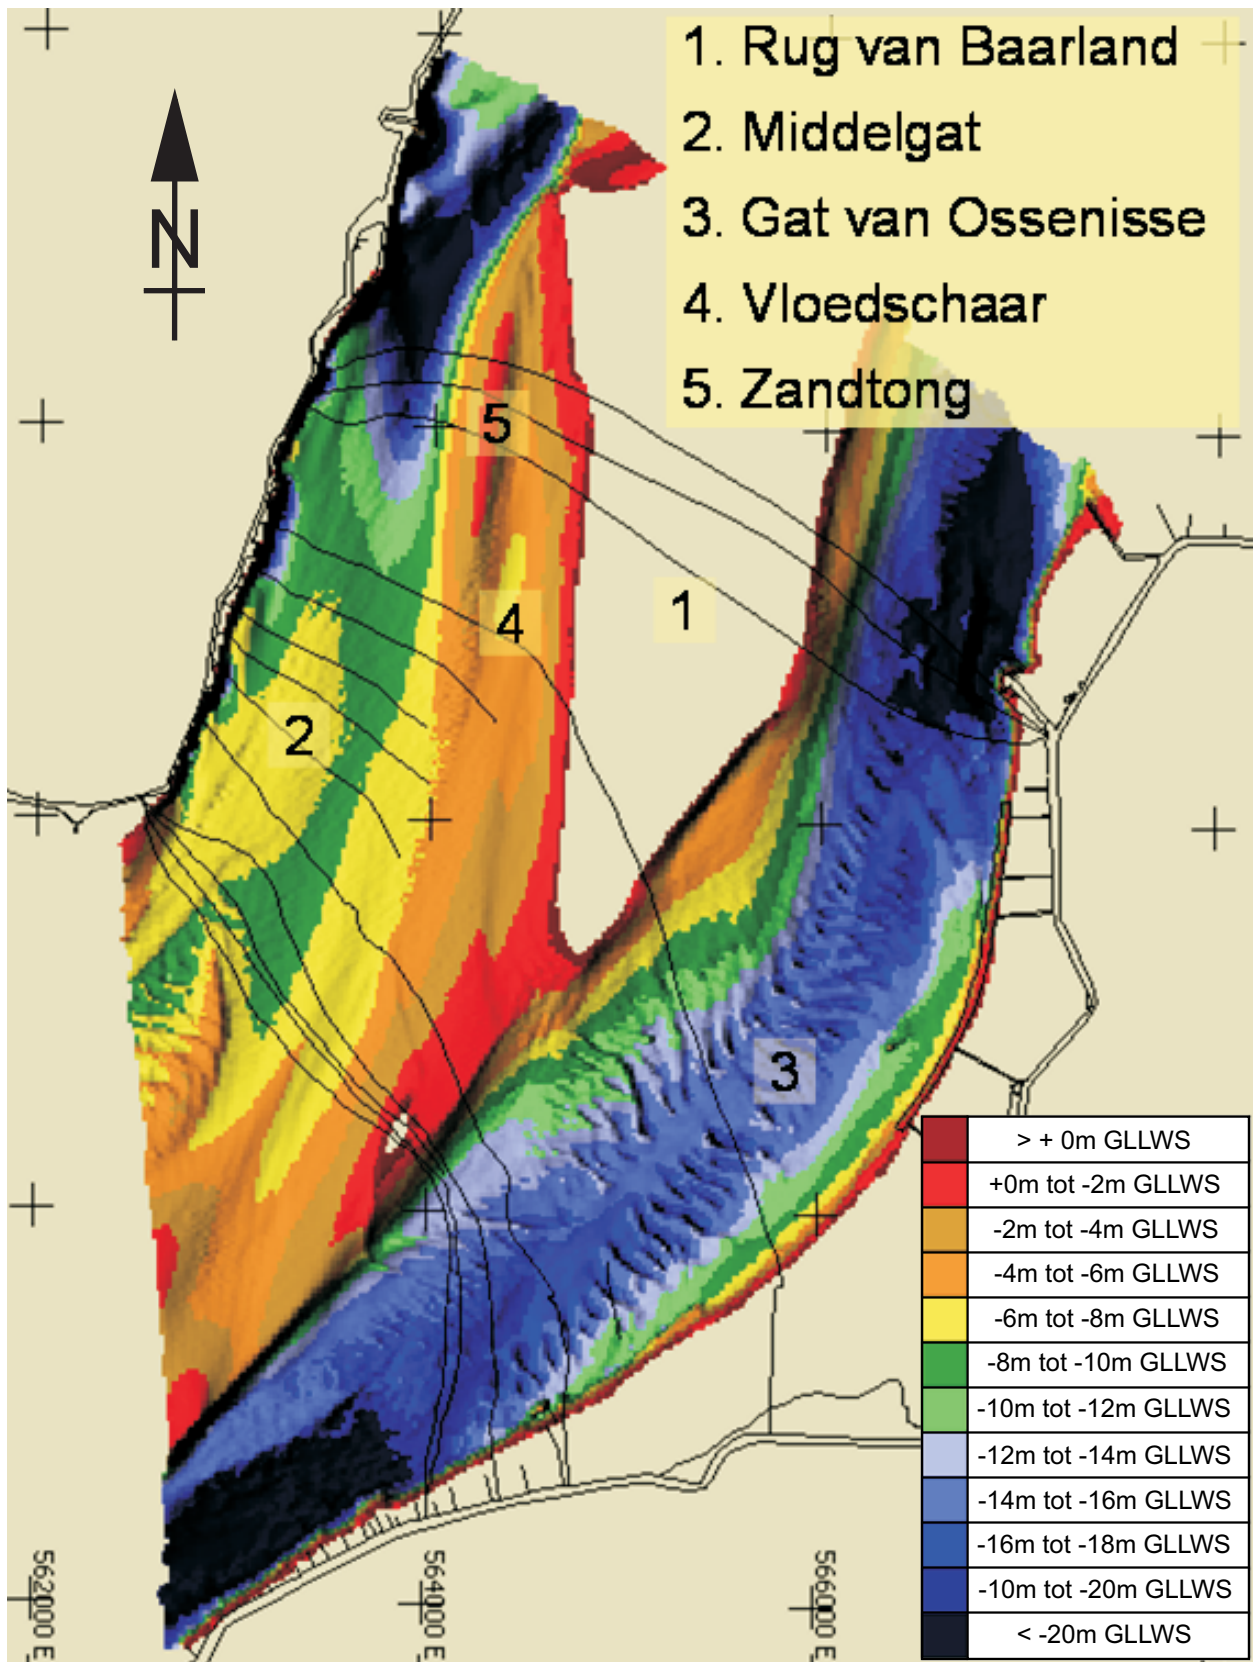 1. Rug van Baarland
2. Middelgat
3. Gat van Ossenisse
4. Vloedschaar
5. Zandtong
N
5
4
1
2
3
> + 0m GLLWS
+0m tot -2m GLLWS
-2m tot -4m GLLWS
-4m tot -6m GLLWS
-6m tot -8m GLLWS
-8m tot -10m GLLWS
-10m tot -12m GLLWS
-12m tot -14m GLLWS
-14m tot -16m GLLWS
-16m tot -18m GLLWS
-10m tot -20m GLLWS
< -20m GLLWS
562000 E
564000 E
566000 E